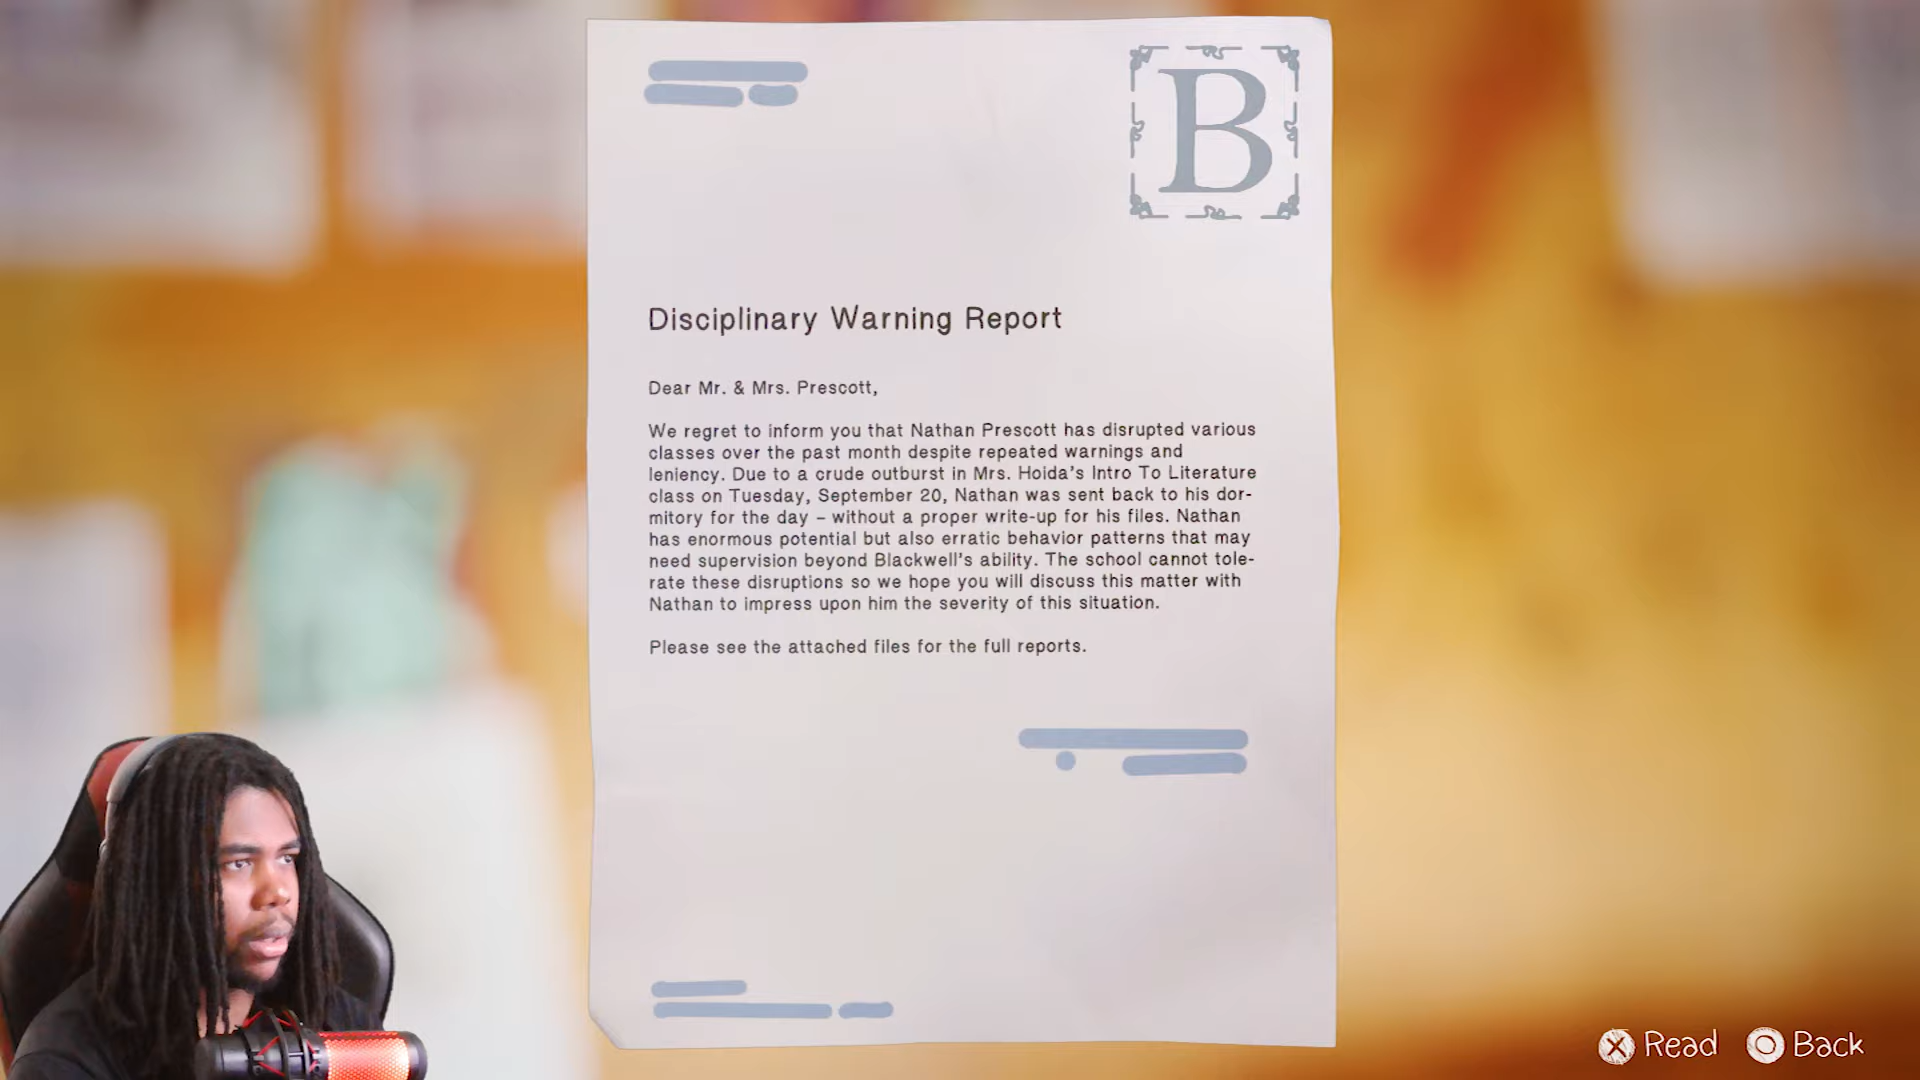 B
Disciplinary Warning Report
Dear Mr. & Mrs. Prescott,
We regret to inform you that Nathan Prescott has disrupted various
classes over the past month despite repeated warnings and
leniency. Due to a crude outburst in Mrs. Hoida's Intro To Literature
class on Tuesday, September 20, Nathan was sent back to his dor-
mitory for the day – without a proper write-up for his files. Nathan
has enormous potential but also erratic behavior patterns that may
need supervision beyond Blackwell's ability. The school cannot tole-
rate these disruptions so we hope you will discuss this matter with
Nathan to impress upon him the severity of this situation.
Please see the attached files for the full reports.
Read Back